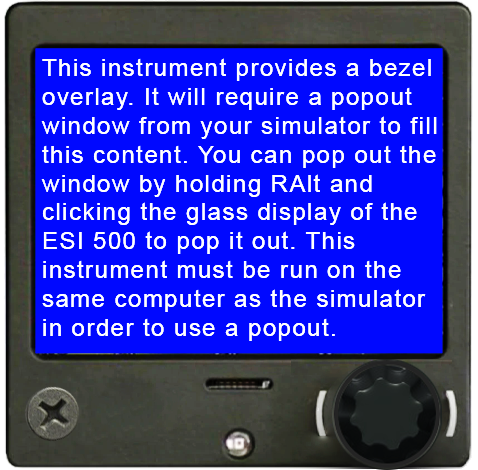 This instrument provides a bezel
overlay. It will require a popout
window from your simulator to fill
this content. You can pop out the
window by holding RAlt and
clicking the glass display of the
ESI 500 to pop it out. This
instrument must be run on the
same computer as the simulator
in order to use a popout.